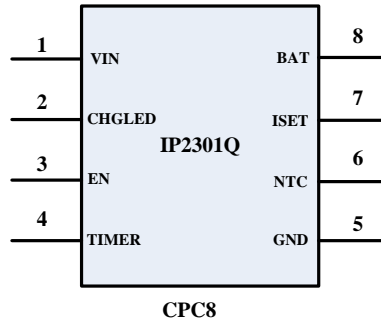 1 VIN BAT 8
2 CHGLED ISET 7
IP2301Q
3 EN NTC 6
4 TIMER GND 5
CPC8